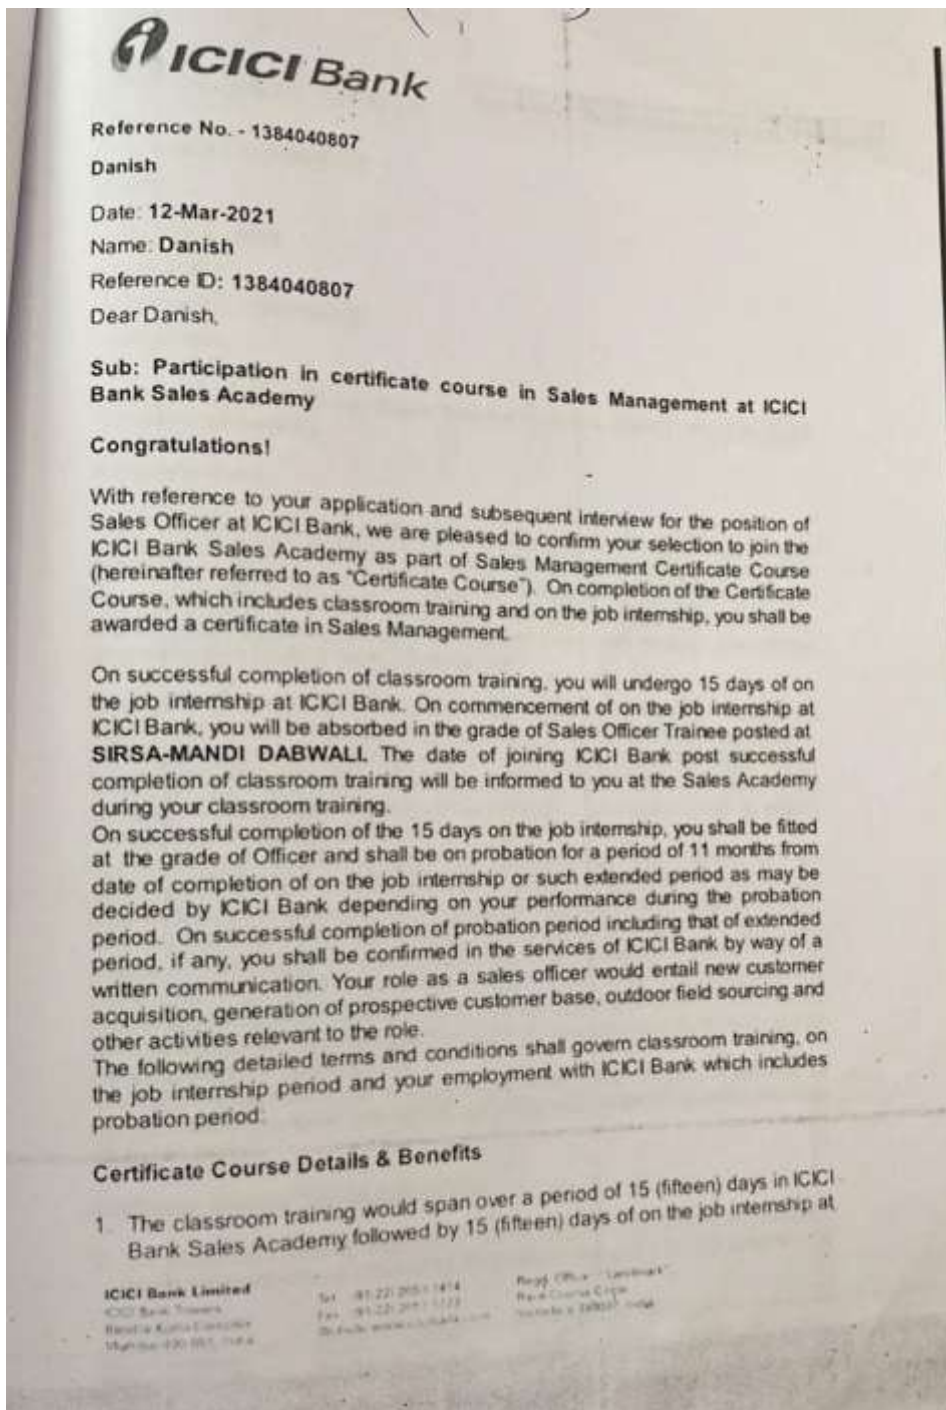 ICICI Bank
Reference No. - 1384040807
Danish
Date: 12-Mar-2021
Name: Danish
Reference ID: 1384040807
Dear Danish,
Sub: Participation in certificate course in Sales Management at ICICI
Bank Sales Academy
Congratulations!
With reference to your application and subsequent interview for the position of
Sales Officer at ICICI Bank, we are pleased to confirm your selection to join the
ICICI Bank Sales Academy as part of Sales Management Certificate Course
(hereinafter referred to as "Certificate Course"). On completion of the Certificate
Course, which includes classroom training and on the job internship, you shall be
awarded a certificate in Sales Management.
On successful completion of classroom training, you will undergo 15 days of on
the job internship at ICICI Bank. On commencement of on the job internship at
ICICI Bank, you will be absorbed in the grade of Sales Officer Trainee posted at
SIRSA-MANDI DABWALI. The date of joining ICICI Bank post successful
completion of classroom training will be informed to you at the Sales Academy
during your classroom training.
On successful completion of the 15 days on the job internship, you shall be fitted
at the grade of Officer and shall be on probation for a period of 11 months from
date of completion of on the job internship or such extended period as may be
decided by ICICI Bank depending on your performance during the probation
period. On successful completion of probation period including that of extended
period, if any, you shall be confirmed in the services of ICICI Bank by way of a
written communication. Your role as a sales officer would entail new customer
acquisition, generation of prospective customer base, outdoor field sourcing and
other activities relevant to the role.
The following detailed terms and conditions shall govern classroom training, on
the job internship period and your employment with ICICI Bank which includes
probation period.
Certificate Course Details & Benefits
1. The classroom training would span over a period of 15 (fifteen) days in ICICI
Bank Sales Academy followed by 15 (fifteen) days of on the job internship at
ICICI Bank Limited
ICICI Bank Towers